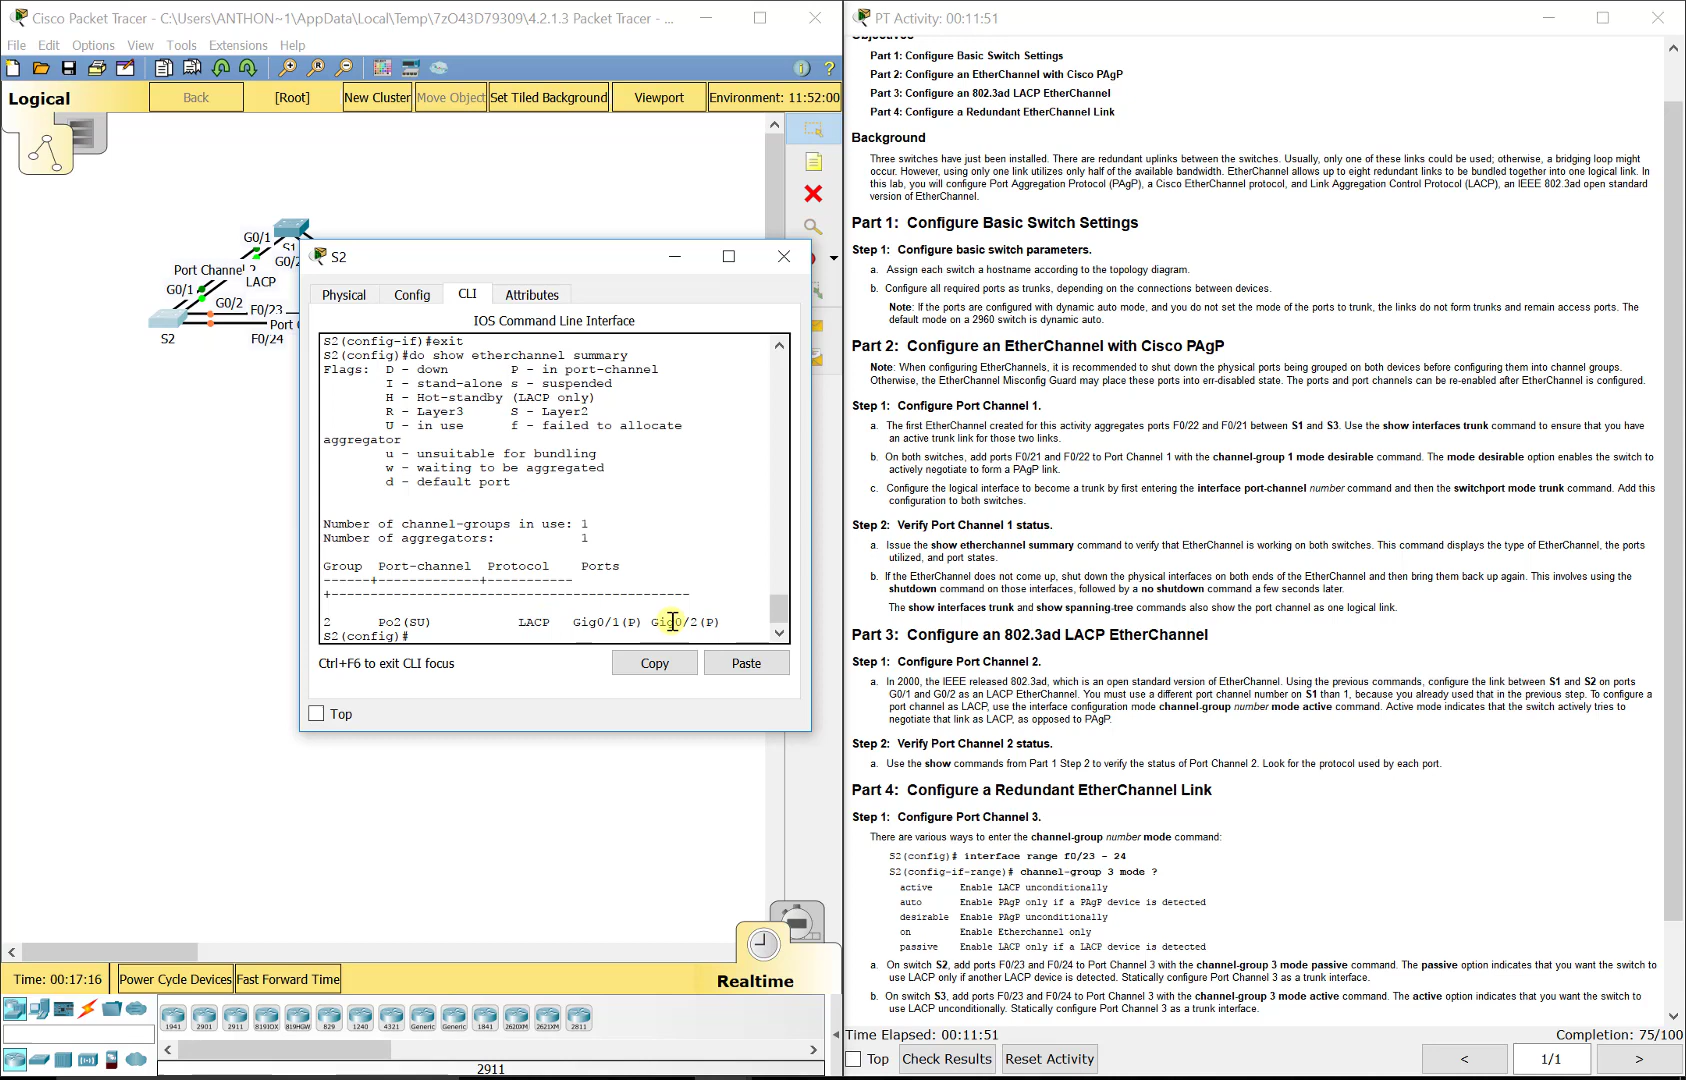 Cisco Packet Tracer - C:\Users\ANTHON~1\AppData\Local\Temp\7zO43D79309\4.2.1.3 Packet Tracer - ...
File Edit Options View Tools Extensions Help
Logical
Back
[Root]
New Cluster
Move Object
Set Tiled Background
Viewport
Environment: 11:52:00
G0/1
S1
G0/2
Port Channel 2
LACP
G0/1
G0/2
F0/23
Port C
S2
F0/24
S2
Physical Config CLI Attributes
IOS Command Line Interface
S2(config-if)#exit
S2(config)#do show etherchannel summary
Flags: D - down P - in port-channel
I - stand-alone s - suspended
H - Hot-standby (LACP only)
R - Layer3 S - Layer2
U - in use f - failed to allocate
aggregator
u - unsuitable for bundling
w - waiting to be aggregated
d - default port
Number of channel-groups in use: 1
Number of aggregators: 1
Group Port-channel Protocol Ports
------+-------------+-----------
+----------------------------------------------
2 Po2(SU) LACP Gig0/1(P) Gig0/2(P)
S2(config)#
Ctrl+F6 to exit CLI focus
Copy
Paste
Top
Time: 00:17:16
Power Cycle Devices
Fast Forward Time
Realtime
1941 2901 2911 819IOX 819HGW 829 1240 4321 Generic Generic 1841 2620XM 2621XM 2811
2911
PT Activity: 00:11:51
Objectives
Part 1: Configure Basic Switch Settings
Part 2: Configure an EtherChannel with Cisco PAgP
Part 3: Configure an 802.3ad LACP EtherChannel
Part 4: Configure a Redundant EtherChannel Link
Background
Three switches have just been installed. There are redundant uplinks between the switches. Usually, only one of these links could be used; otherwise, a bridging loop might
occur. However, using only one link utilizes only half of the available bandwidth. EtherChannel allows up to eight redundant links to be bundled together into one logical link. In
this lab, you will configure Port Aggregation Protocol (PAgP), a Cisco EtherChannel protocol, and Link Aggregation Control Protocol (LACP), an IEEE 802.3ad open standard
version of EtherChannel.
Part 1: Configure Basic Switch Settings
Step 1: Configure basic switch parameters.
a. Assign each switch a hostname according to the topology diagram.
b. Configure all required ports as trunks, depending on the connections between devices.
Note: If the ports are configured with dynamic auto mode, and you do not set the mode of the ports to trunk, the links do not form trunks and remain access ports. The
default mode on a 2960 switch is dynamic auto.
Part 2: Configure an EtherChannel with Cisco PAgP
Note: When configuring EtherChannels, it is recommended to shut down the physical ports being grouped on both devices before configuring them into channel groups.
Otherwise, the EtherChannel Misconfig Guard may place these ports into err-disabled state. The ports and port channels can be re-enabled after EtherChannel is configured.
Step 1: Configure Port Channel 1.
a. The first EtherChannel created for this activity aggregates ports F0/22 and F0/21 between S1 and S3. Use the show interfaces trunk command to ensure that you have
an active trunk link for those two links.
b. On both switches, add ports F0/21 and F0/22 to Port Channel 1 with the channel-group 1 mode desirable command. The mode desirable option enables the switch to
actively negotiate to form a PAgP link.
c. Configure the logical interface to become a trunk by first entering the interface port-channel number command and then the switchport mode trunk command. Add this
configuration to both switches.
Step 2: Verify Port Channel 1 status.
a. Issue the show etherchannel summary command to verify that EtherChannel is working on both switches. This command displays the type of EtherChannel, the ports
utilized, and port states.
b. If the EtherChannel does not come up, shut down the physical interfaces on both ends of the EtherChannel and then bring them back up again. This involves using the
shutdown command on those interfaces, followed by a no shutdown command a few seconds later.
The show interfaces trunk and show spanning-tree commands also show the port channel as one logical link.
Part 3: Configure an 802.3ad LACP EtherChannel
Step 1: Configure Port Channel 2.
a. In 2000, the IEEE released 802.3ad, which is an open standard version of EtherChannel. Using the previous commands, configure the link between S1 and S2 on ports
G0/1 and G0/2 as an LACP EtherChannel. You must use a different port channel number on S1 than 1, because you already used that in the previous step. To configure a
port channel as LACP, use the interface configuration mode channel-group number mode active command. Active mode indicates that the switch actively tries to
negotiate that link as LACP, as opposed to PAgP.
Step 2: Verify Port Channel 2 status.
a. Use the show commands from Part 1 Step 2 to verify the status of Port Channel 2. Look for the protocol used by each port.
Part 4: Configure a Redundant EtherChannel Link
Step 1: Configure Port Channel 3.
There are various ways to enter the channel-group number mode command:
S2(config)# interface range f0/23 - 24
S2(config-if-range)# channel-group 3 mode ?
active Enable LACP unconditionally
auto Enable PAgP only if a PAgP device is detected
desirable Enable PAgP unconditionally
on Enable Etherchannel only
passive Enable LACP only if a LACP device is detected
a. On switch S2, add ports F0/23 and F0/24 to Port Channel 3 with the channel-group 3 mode passive command. The passive option indicates that you want the switch to
use LACP only if another LACP device is detected. Statically configure Port Channel 3 as a trunk interface.
b. On switch S3, add ports F0/23 and F0/24 to Port Channel 3 with the channel-group 3 mode active command. The active option indicates that you want the switch to
use LACP unconditionally. Statically configure Port Channel 3 as a trunk interface.
Time Elapsed: 00:11:51
Completion: 75/100
Top
Check Results
Reset Activity
<
1/1
>